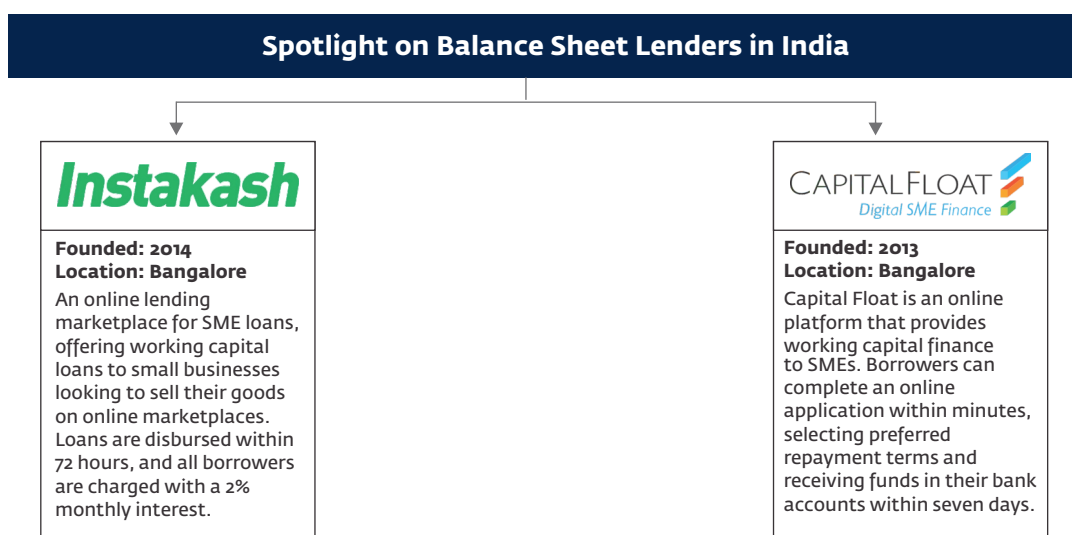 Spotlight on Balance Sheet Lenders in India
Instakash
Founded: 2014
Location: Bangalore
An online lending
marketplace for SME loans,
offering working capital
loans to small businesses
looking to sell their goods
on online marketplaces.
Loans are disbursed within
72 hours, and all borrowers
are charged with a 2%
monthly interest.
CAPITAL FLOAT
Digital SME Finance
Founded: 2013
Location: Bangalore
Capital Float is an online
platform that provides
working capital finance
to SMEs. Borrowers can
complete an online
application within minutes,
selecting preferred
repayment terms and
receiving funds in their bank
accounts within seven days.